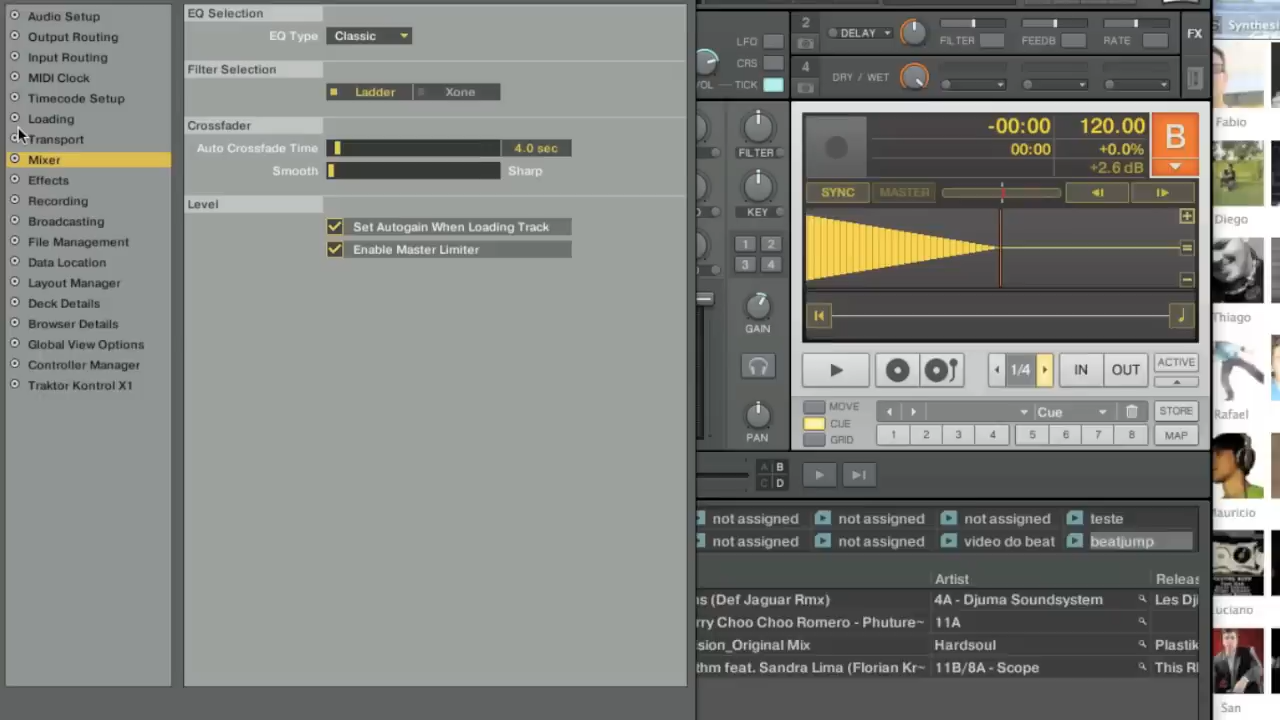 Audio Setup
Output Routing
Input Routing
MIDI Clock
Timecode Setup
Loading
Transport
Mixer
Effects
Recording
Broadcasting
File Management
Data Location
Layout Manager
Deck Details
Browser Details
Global View Options
Controller Manager
Traktor Kontrol X1
EQ Selection
EQ Type Classic
Filter Selection
Ladder Xone
Crossfader
Auto Crossfade Time 4.0 sec
Smooth Sharp
Level
Set Autogain When Loading Track
Enable Master Limiter
LFO
CRS
VOL TICK
2 DELAY FILTER FEEDB RATE FX
4 DRY / WET
FILTER
KEY
1 2
3 4
GAIN
PAN
-00:00 120.00 B
00:00 +0.0%
+2.6 dB
SYNC MASTER
1/4 IN OUT ACTIVE
MOVE
CUE
GRID
Cue STORE
1 2 3 4 5 6 7 8 MAP
A B
C D
not assigned not assigned not assigned teste
not assigned not assigned video do beat beatjump
Artist Releas
s (Def Jaguar Rmx) 4A - Djuma Soundsystem Les Dj
rry Choo Choo Romero - Phuture~ 11A
sion_Original Mix Hardsoul Plastik
thm feat. Sandra Lima (Florian Kr~ 11B/8A - Scope This R
Synthesi
Fabio
Diego
Thiago
Rafael
Mauricio
Luciano
San